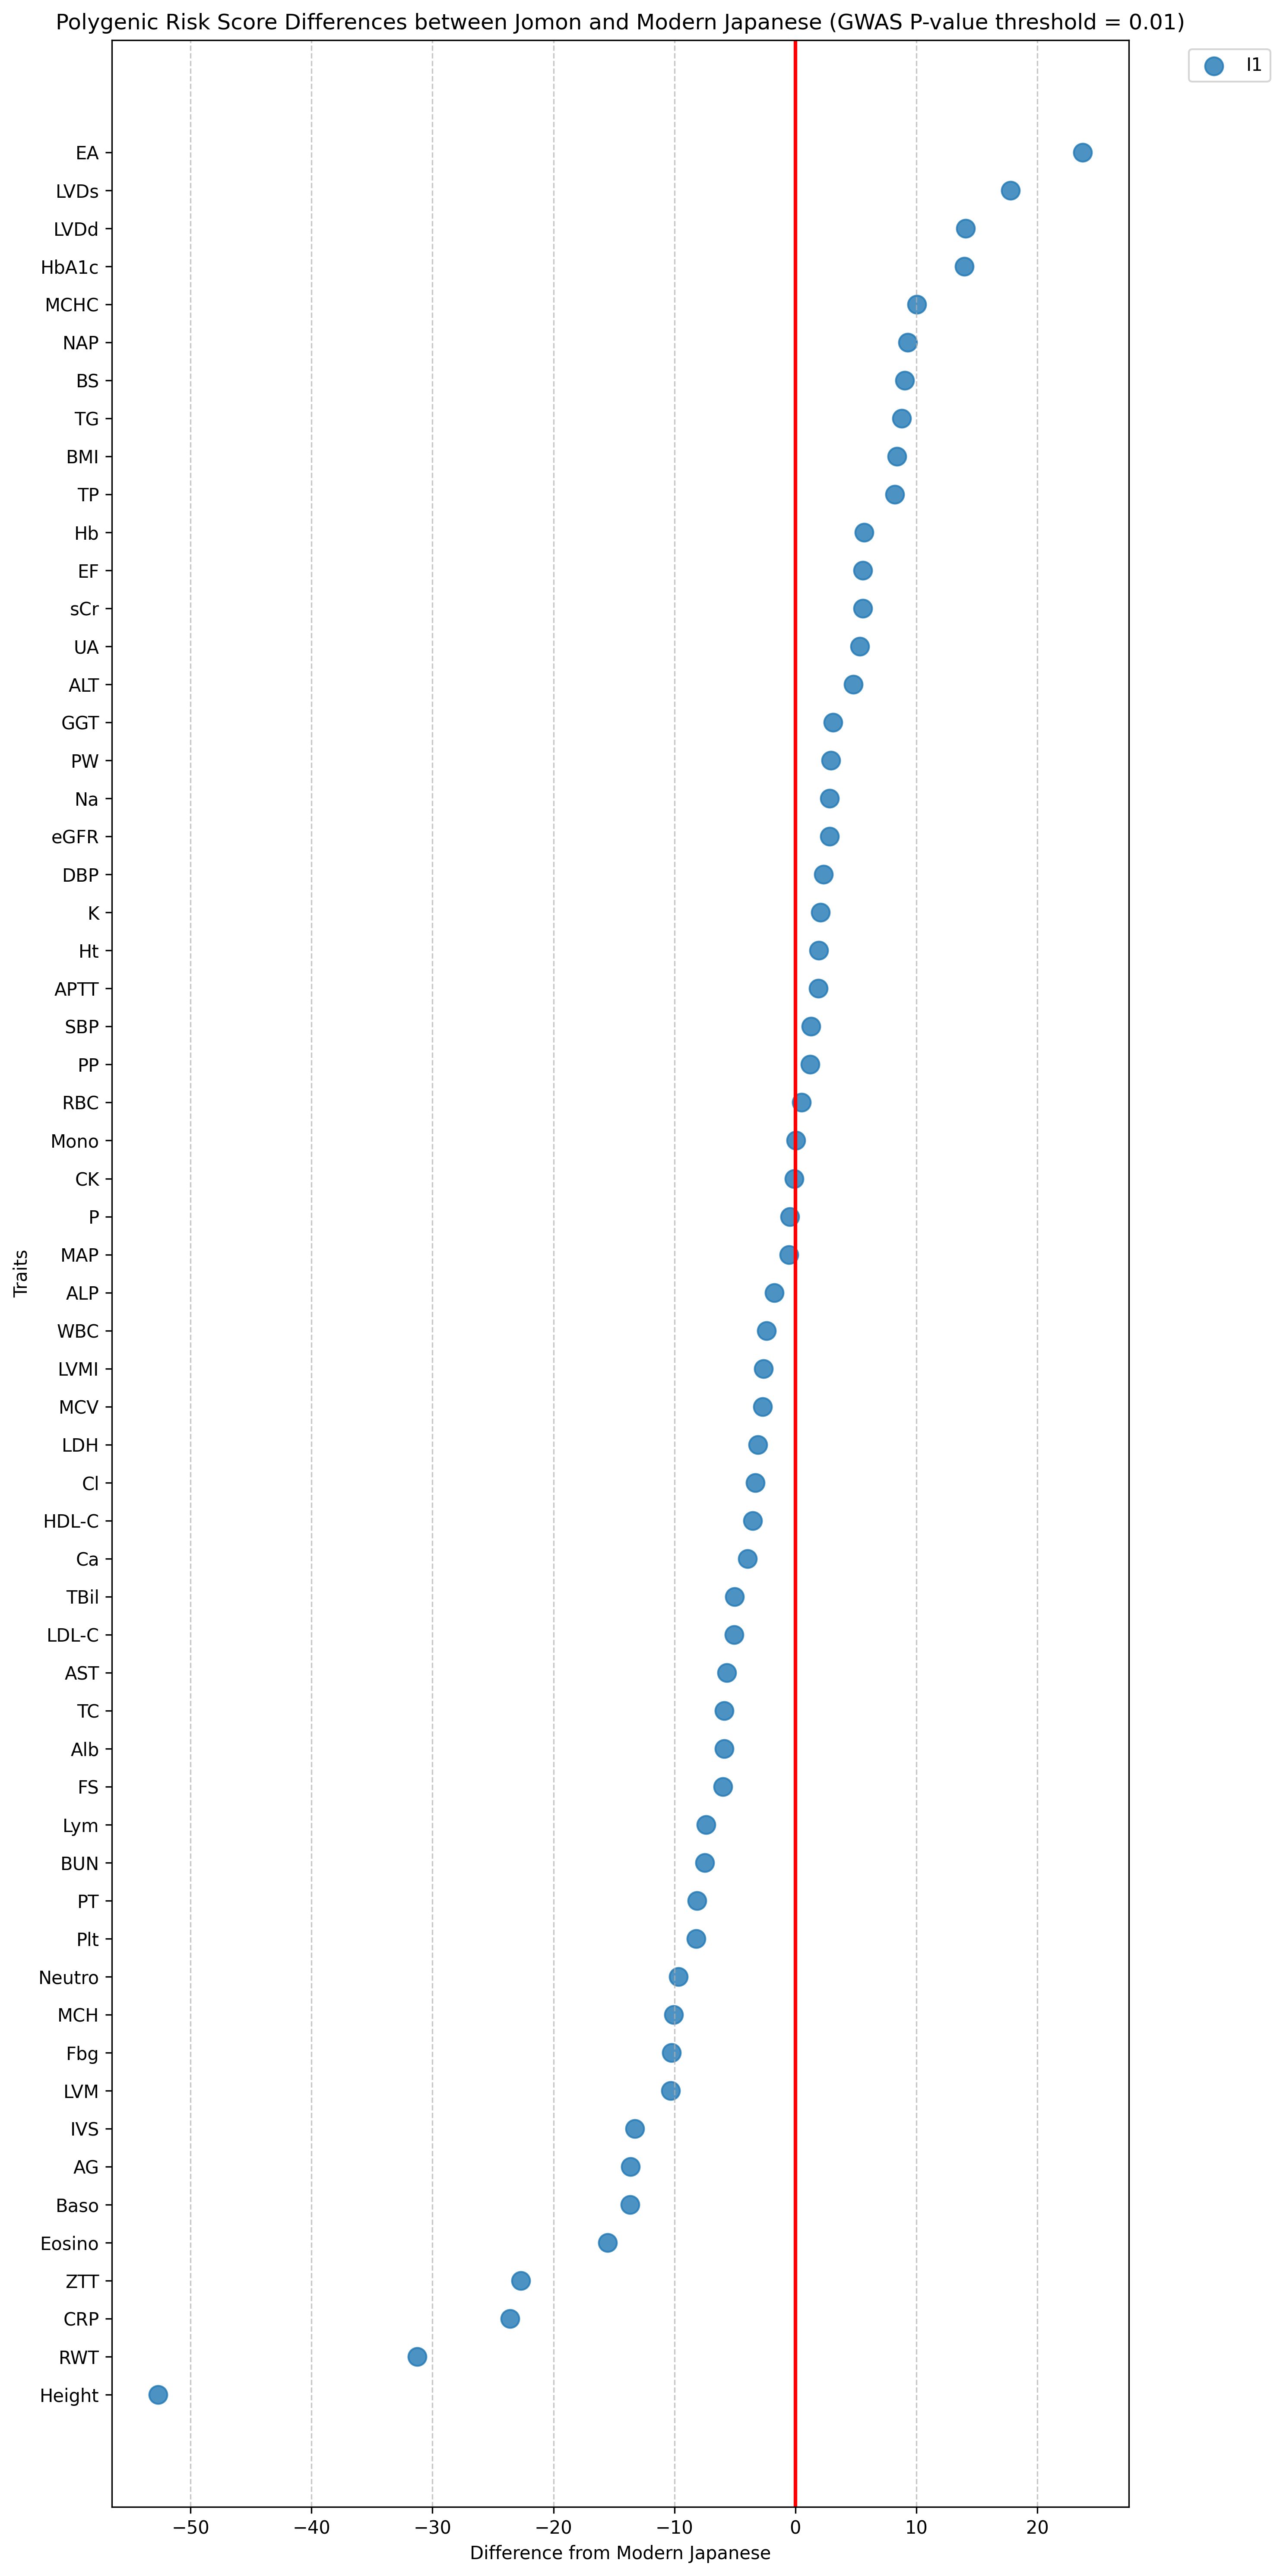 Polygenic Risk Score Differences between Jomon and Modern Japanese (GWAS P-value threshold = 0.01)
I1
EA
LVDs
LVDd
HbA1c
MCHC
NAP
BS
TG
BMI
TP
Hb
EF
sCr
UA
ALT
GGT
PW
Na
eGFR
DBP
K
Ht
APTT
SBP
PP
RBC
Mono
CK
P
MAP
ALP
WBC
LVMI
MCV
LDH
Cl
HDL-C
Ca
TBil
LDL-C
AST
TC
Alb
FS
Lym
BUN
PT
Plt
Neutro
MCH
Fbg
LVM
IVS
AG
Baso
Eosino
ZTT
CRP
RWT
Height
Traits
−50 −40 −30 −20 −10 0 10 20
Difference from Modern Japanese